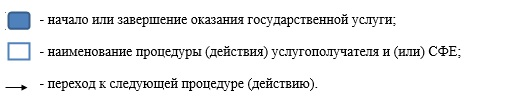 - начало или завершение оказания государственной услуги;
- наименование процедуры (действия) услугополучателя и (или) СФЕ;
- переход к следующей процедуре (действию).